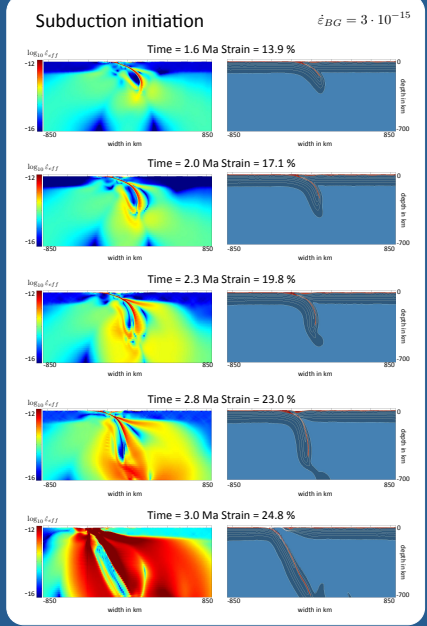 Subduction initiation
ε̇_BG = 3 · 10⁻¹⁵
Time = 1.6 Ma Strain = 13.9 %
log₁₀ ε̇_eff
-12
-16
-850
850
width in km
0
depth in km
-700
-850
850
width in km
Time = 2.0 Ma Strain = 17.1 %
log₁₀ ε̇_eff
-12
-16
-850
850
width in km
0
depth in km
-700
-850
850
width in km
Time = 2.3 Ma Strain = 19.8 %
log₁₀ ε̇_eff
-12
-16
-850
850
width in km
0
depth in km
-700
-850
850
width in km
Time = 2.8 Ma Strain = 23.0 %
log₁₀ ε̇_eff
-12
-16
-850
850
width in km
0
depth in km
-700
-850
850
width in km
Time = 3.0 Ma Strain = 24.8 %
log₁₀ ε̇_eff
-12
-16
-850
850
width in km
0
depth in km
-700
-850
850
width in km